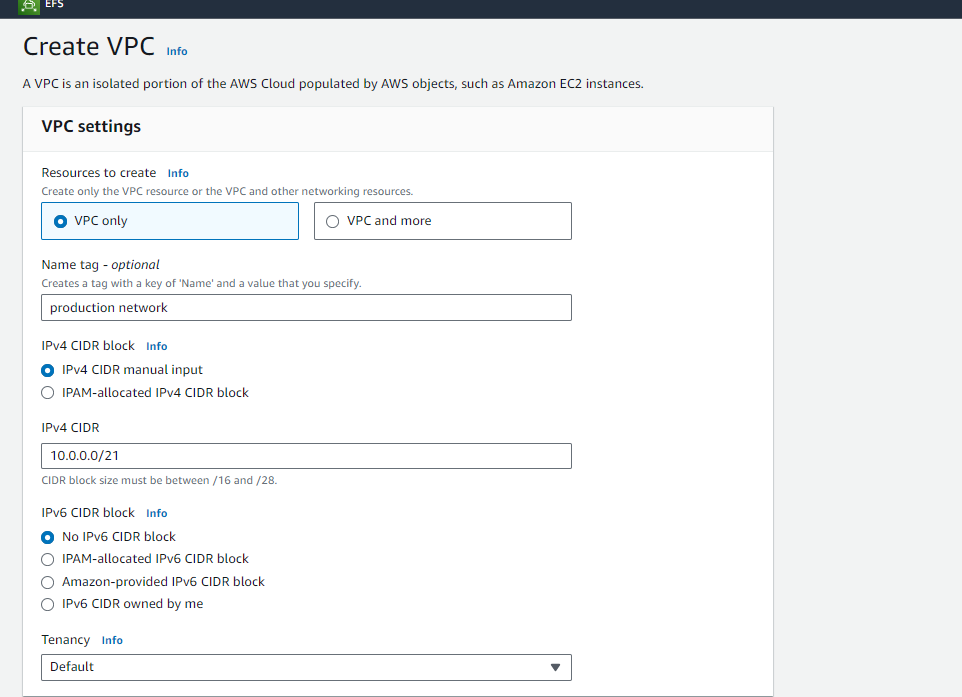 EFS
Create VPC Info
A VPC is an isolated portion of the AWS Cloud populated by AWS objects, such as Amazon EC2 instances.
VPC settings
Resources to create Info
Create only the VPC resource or the VPC and other networking resources.
VPC only VPC and more
Name tag - optional
Creates a tag with a key of 'Name' and a value that you specify.
production network
IPv4 CIDR block Info
IPv4 CIDR manual input
IPAM-allocated IPv4 CIDR block
IPv4 CIDR
10.0.0.0/21
CIDR block size must be between /16 and /28.
IPv6 CIDR block Info
No IPv6 CIDR block
IPAM-allocated IPv6 CIDR block
Amazon-provided IPv6 CIDR block
IPv6 CIDR owned by me
Tenancy Info
Default